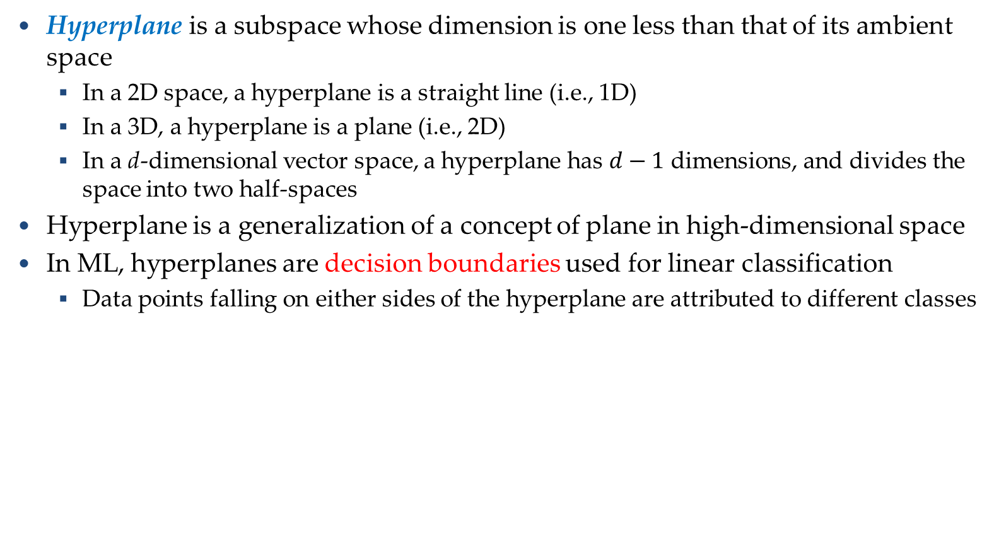 • Hyperplane is a subspace whose dimension is one less than that of its ambient
space
▪ In a 2D space, a hyperplane is a straight line (i.e., 1D)
▪ In a 3D, a hyperplane is a plane (i.e., 2D)
▪ In a d-dimensional vector space, a hyperplane has d − 1 dimensions, and divides the
space into two half-spaces
• Hyperplane is a generalization of a concept of plane in high-dimensional space
• In ML, hyperplanes are decision boundaries used for linear classification
▪ Data points falling on either sides of the hyperplane are attributed to different classes